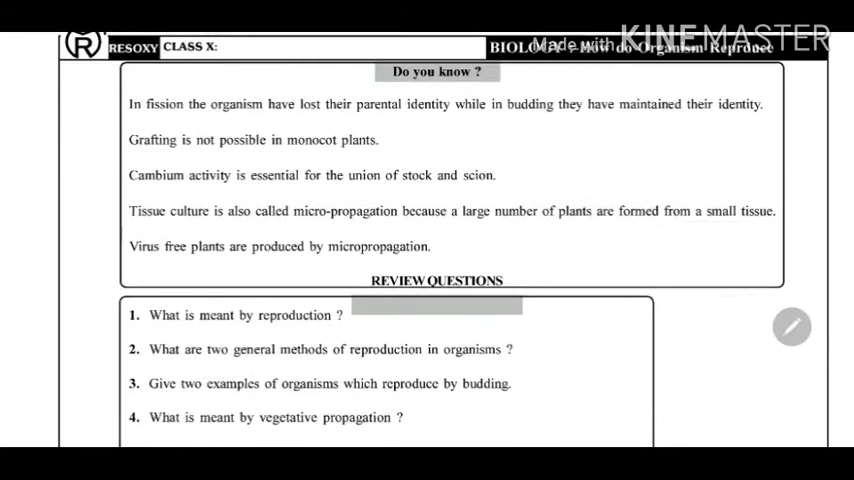 R RESOXY CLASS X: BIOLOGY - How do Organism Reproduce
Made with KINEMASTER
Do you know ?
In fission the organism have lost their parental identity while in budding they have maintained their identity.
Grafting is not possible in monocot plants.
Cambium activity is essential for the union of stock and scion.
Tissue culture is also called micro-propagation because a large number of plants are formed from a small tissue.
Virus free plants are produced by micropropagation.
REVIEW QUESTIONS
1. What is meant by reproduction ?
2. What are two general methods of reproduction in organisms ?
3. Give two examples of organisms which reproduce by budding.
4. What is meant by vegetative propagation ?